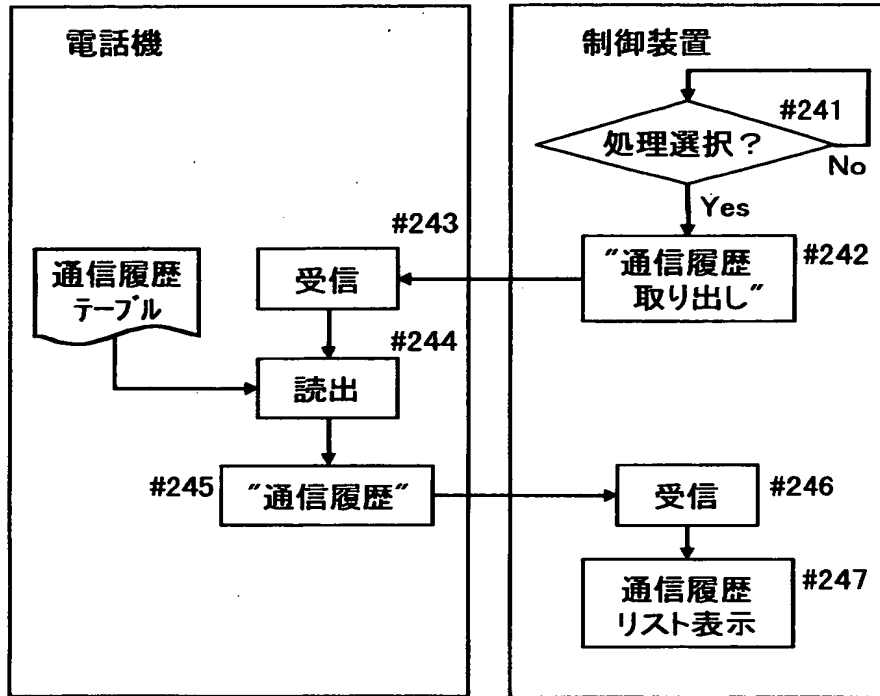 電話機
制御装置
#241
処理選択？
No
Yes
#243
受信
"通信履歴
取り出し"
#242
通信履歴
テーブル
#244
読出
#245
"通信履歴"
受信
#246
通信履歴
リスト表示
#247